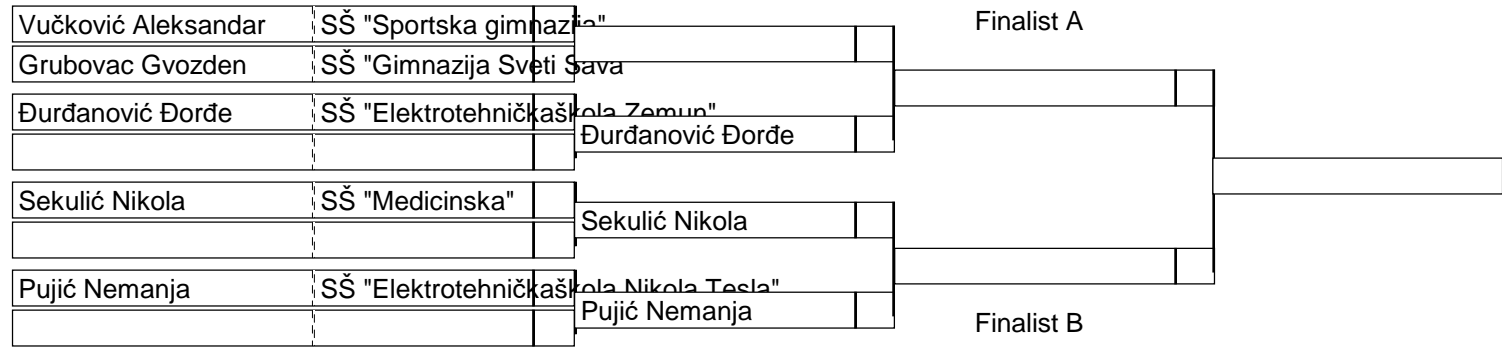 Vučković Aleksandar SŠ "Sportska gimnazija"
Finalist A
Grubovac Gvozden SŠ "Gimnazija Sveti Sava
Đurđanović Đorđe SŠ "Elektrotehničkaškola Zemun"
Đurđanović Đorđe
Sekulić Nikola SŠ "Medicinska"
Sekulić Nikola
Pujić Nemanja SŠ "Elektrotehničkaškola Nikola Tesla"
Pujić Nemanja
Finalist B